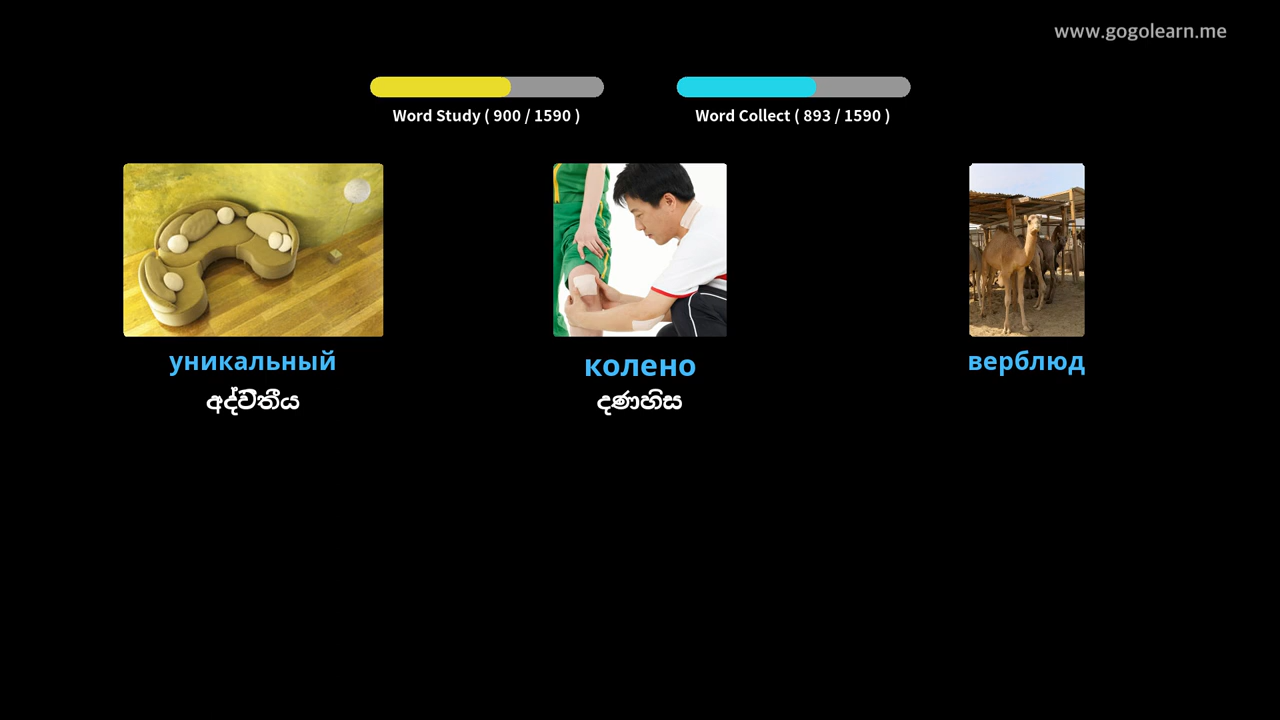 www.gogolearn.me
Word Study ( 900 / 1590 )
Word Collect ( 893 / 1590 )
уникальный
колено
верблюд
අද්විතීය
දණහිස